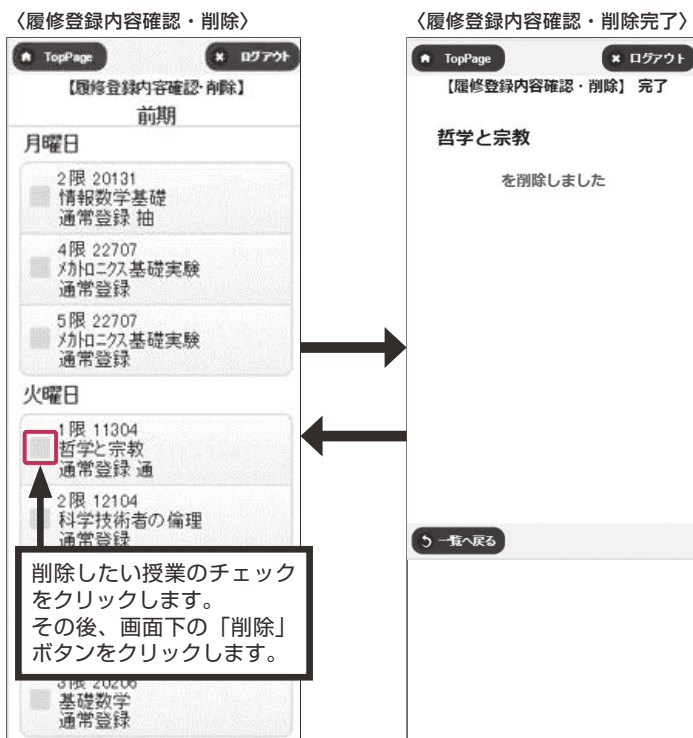 〈履修登録内容確認・削除〉
TopPage
ログアウト
【履修登録内容確認・削除】
前期
月曜日
2限 20131
情報数学基礎
通常登録 抽
4限 22707
メカトロニクス基礎実験
通常登録
5限 22707
メカトロニクス基礎実験
通常登録
火曜日
1限 11304
哲学と宗教
通常登録 通
2限 12104
科学技術者の倫理
通常登録
削除したい授業のチェック
をクリックします。
その後、画面下の「削除」
ボタンをクリックします。
3限 20206
基礎数学
通常登録
〈履修登録内容確認・削除完了〉
TopPage
ログアウト
【履修登録内容確認・削除】 完了
哲学と宗教
を削除しました
一覧へ戻る